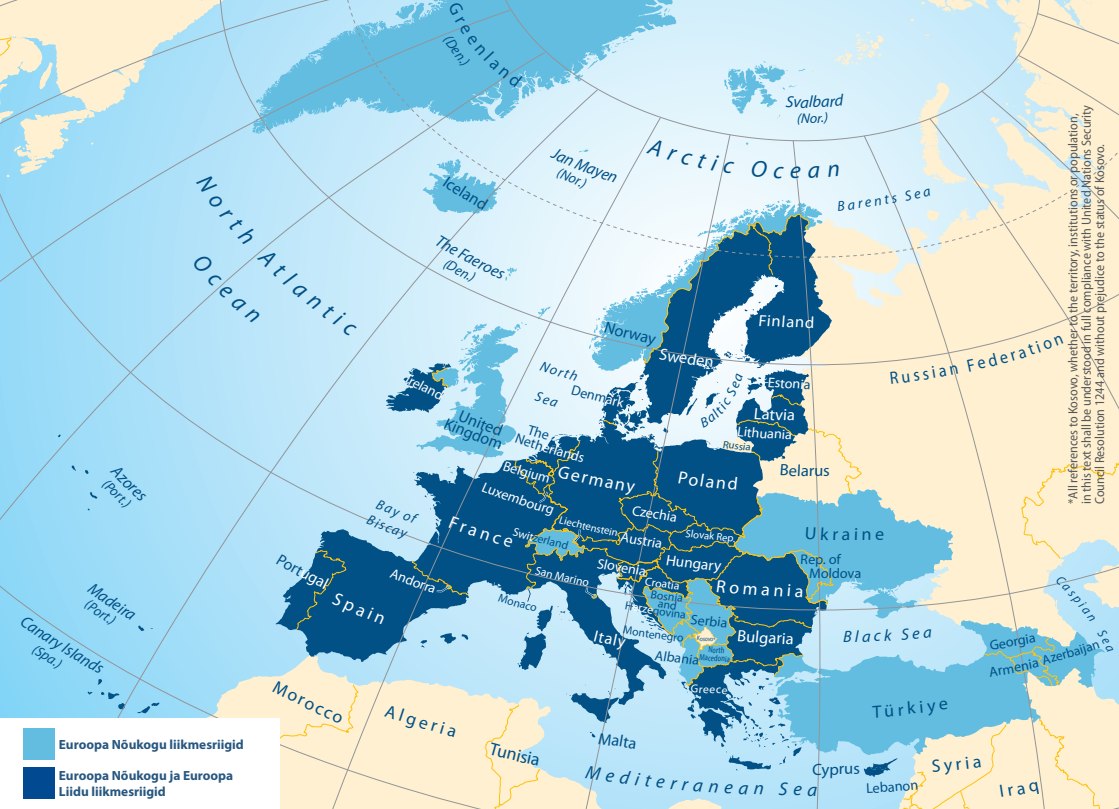 Greenland
(Den.)
Svalbard
(Nor.)
Jan Mayen
(Nor.)
Arctic Ocean
Barents Sea
Iceland
The Faeroes
(Den.)
North Atlantic
Ocean
Norway
Sweden
Finland
Russian Federation
North
Sea
Baltic Sea
Denmark
Estonia
Latvia
Lithuania
Russia
Belarus
Ireland
United
Kingdom
The
Netherlands
Belgium
Luxembourg
Germany
Poland
Czechia
Slovak Rep.
Ukraine
Rep. of
Moldova
Bay of
Biscay
France
Switzerland
Liechtenstein
Austria
Hungary
Slovenia
Croatia
Romania
Bosnia
and
Herzegovina
Serbia
Montenegro
Kosovo*
North
Macedonia
Albania
Bulgaria
Greece
San Marino
Monaco
Italy
Andorra
Spain
Portugal
Azores
(Port.)
Madeira
(Port.)
Canary Islands
(Spa.)
Morocco
Algeria
Tunisia
Malta
Mediterranean Sea
Black Sea
Caspian Sea
Georgia
Armenia
Azerbaijan
Türkiye
Cyprus
Lebanon
Syria
Iraq
*All references to Kosovo, whether to the territory, institutions or population,
in this text shall be understood in full compliance with United Nations Security
Council Resolution 1244 and without prejudice to the status of Kosovo.
Euroopa Nõukogu liikmesriigid
Euroopa Nõukogu ja Euroopa
Liidu liikmesriigid